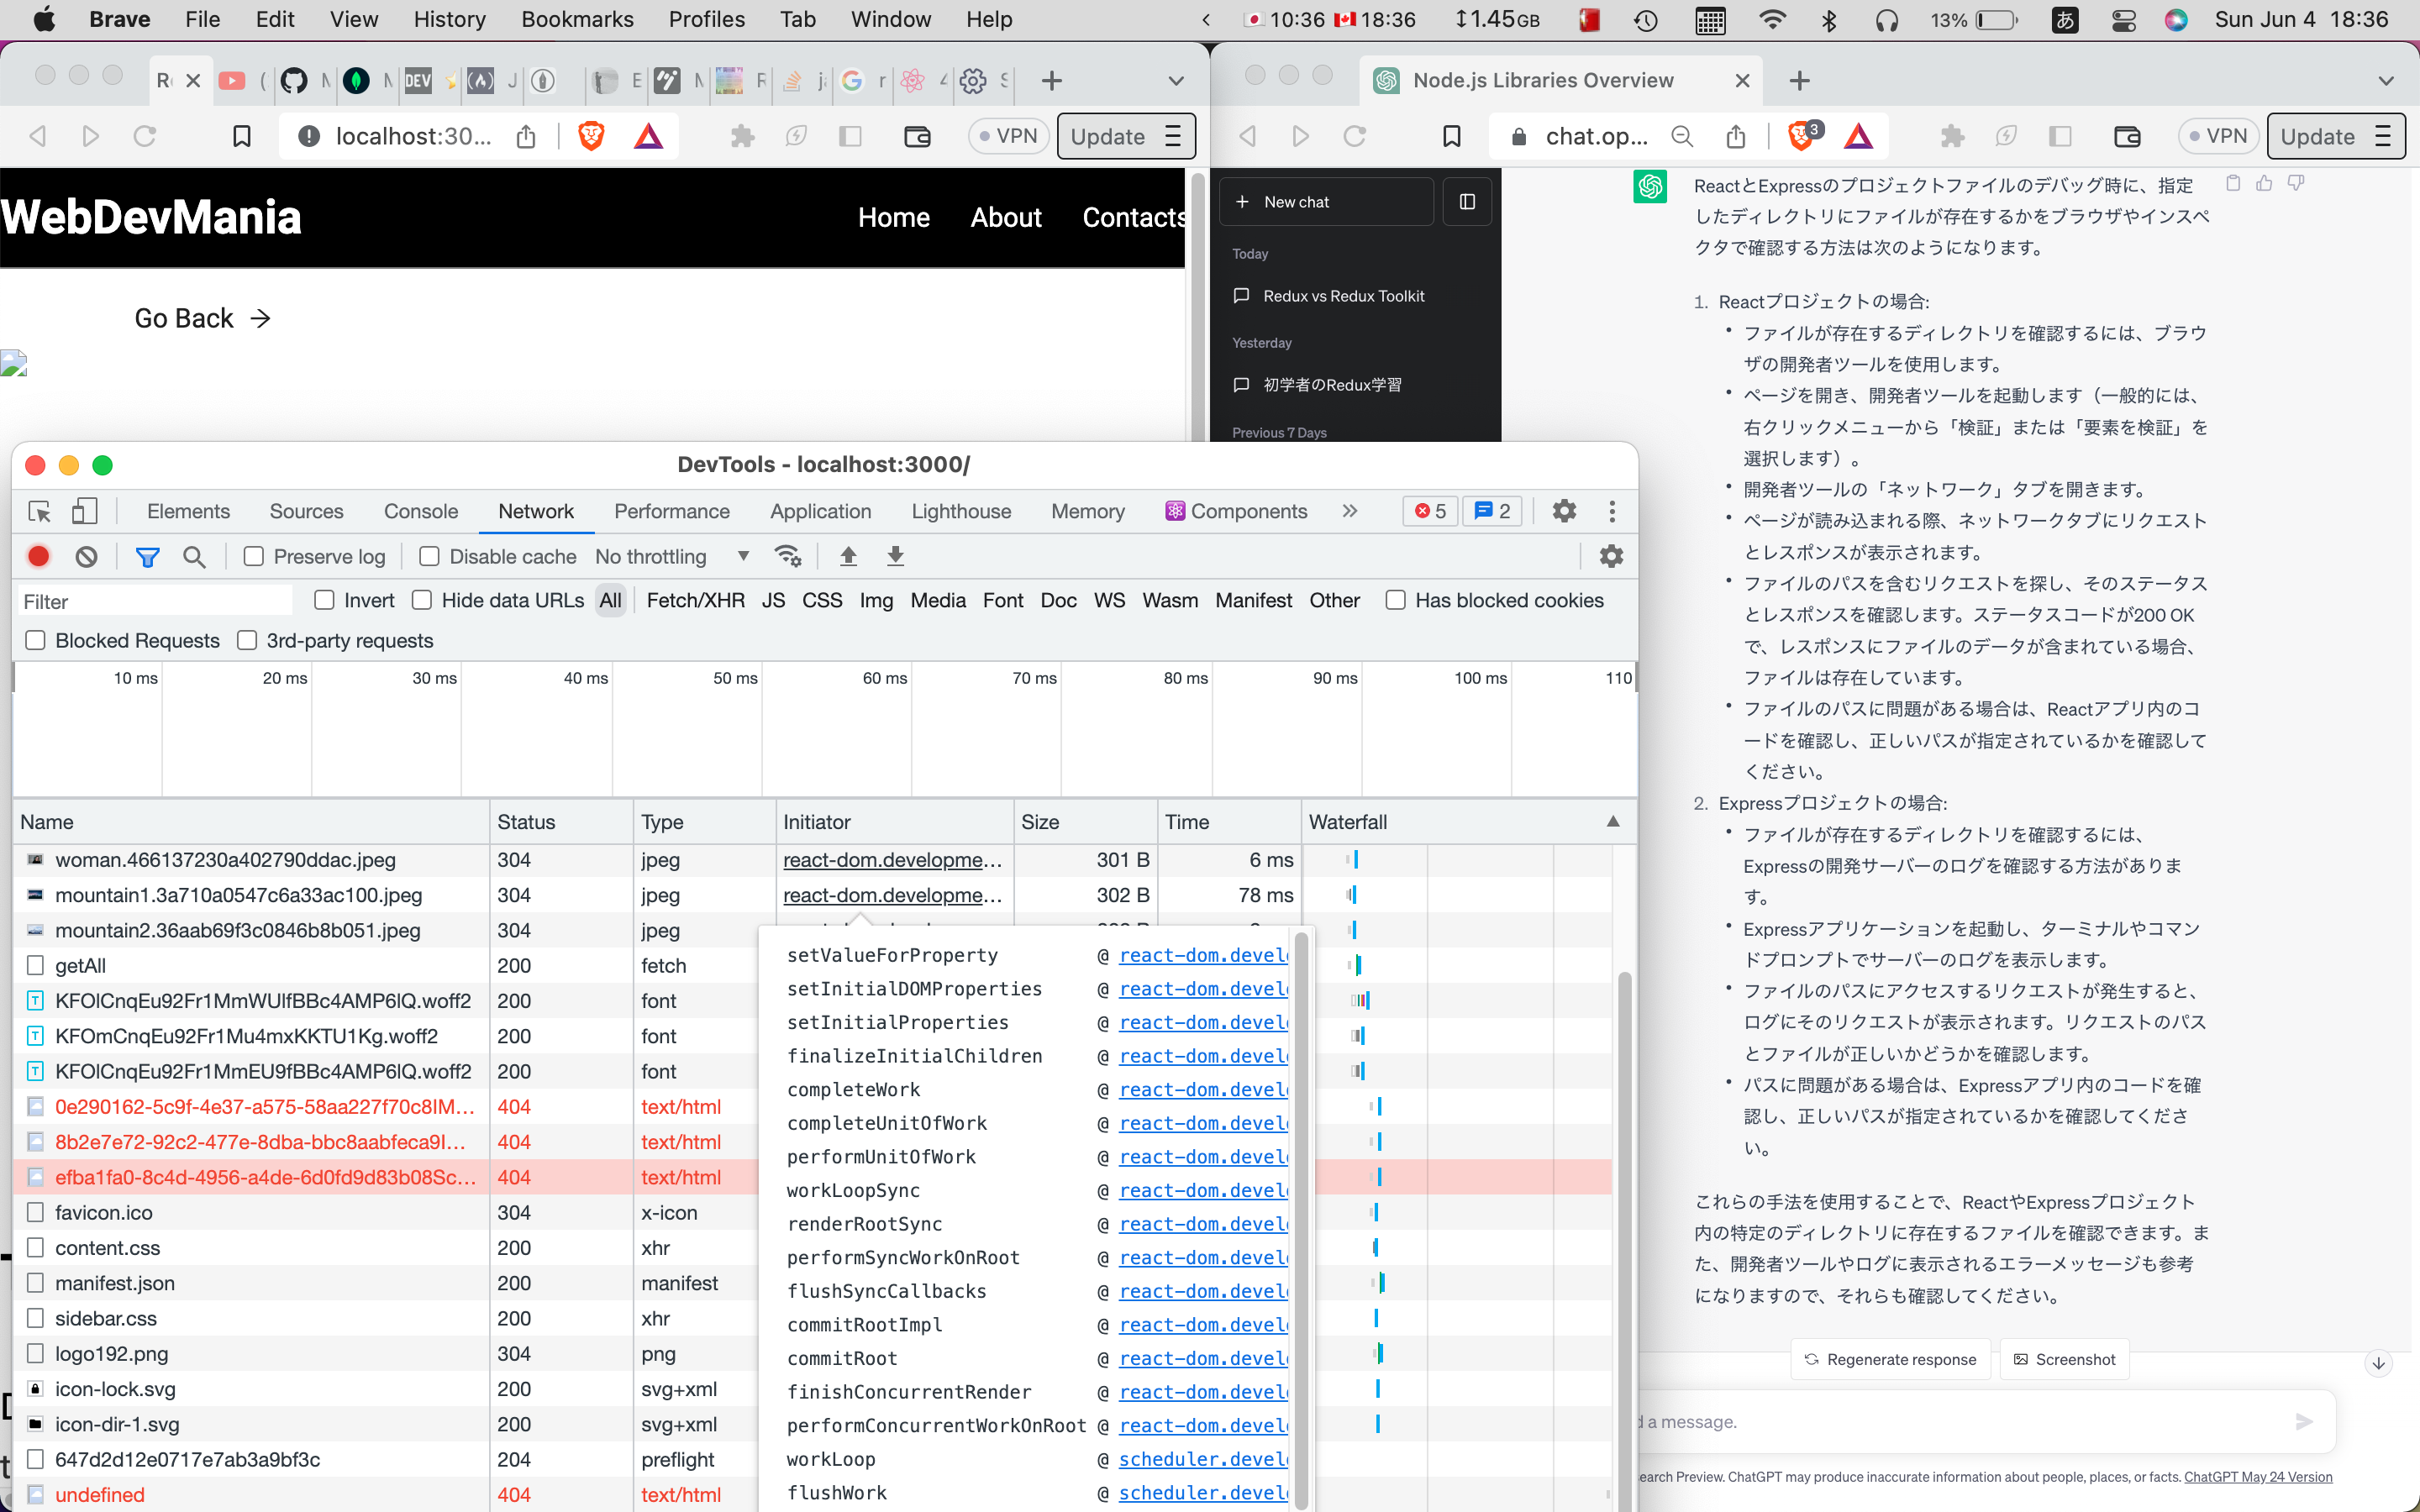 Brave File Edit View History Bookmarks Profiles Tab Window Help
10:36 18:36 1.45GB 13% あ Sun Jun 4 18:36
DEV
localhost:30... VPN Update
WebDevMania
Home About Contacts
Go Back →
Node.js Libraries Overview
chat.op... 3 VPN Update
New chat
Today
Redux vs Redux Toolkit
Yesterday
初学者のRedux学習
Previous 7 Days
ReactとExpressのプロジェクトファイルのデバッグ時に、指定
したディレクトリにファイルが存在するかをブラウザやインスペ
クタで確認する方法は次のようになります。
1. Reactプロジェクトの場合:
• ファイルが存在するディレクトリを確認するには、ブラウ
ザの開発者ツールを使用します。
• ページを開き、開発者ツールを起動します（一般的には、
右クリックメニューから「検証」または「要素を検証」を
選択します）。
• 開発者ツールの「ネットワーク」タブを開きます。
• ページが読み込まれる際、ネットワークタブにリクエスト
とレスポンスが表示されます。
• ファイルのパスを含むリクエストを探し、そのステータス
とレスポンスを確認します。ステータスコードが200 OK
で、レスポンスにファイルのデータが含まれている場合、
ファイルは存在しています。
• ファイルのパスに問題がある場合は、Reactアプリ内のコ
ードを確認し、正しいパスが指定されているかを確認して
ください。
2. Expressプロジェクトの場合:
• ファイルが存在するディレクトリを確認するには、
Expressの開発サーバーのログを確認する方法がありま
す。
• Expressアプリケーションを起動し、ターミナルやコマン
ドプロンプトでサーバーのログを表示します。
• ファイルのパスにアクセスするリクエストが発生すると、
ログにそのリクエストが表示されます。リクエストのパス
とファイルが正しいかどうかを確認します。
• パスに問題がある場合は、Expressアプリ内のコードを確
認し、正しいパスが指定されているかを確認してくださ
い。
これらの手法を使用することで、ReactやExpressプロジェクト
内の特定のディレクトリに存在するファイルを確認できます。ま
た、開発者ツールやログに表示されるエラーメッセージも参考
になりますので、それらも確認してください。
Regenerate response Screenshot
d a message.
search Preview. ChatGPT may produce inaccurate information about people, places, or facts. ChatGPT May 24 Version
DevTools - localhost:3000/
Elements Sources Console Network Performance Application Lighthouse Memory Components » 5 2
Preserve log Disable cache No throttling
Filter Invert Hide data URLs All Fetch/XHR JS CSS Img Media Font Doc WS Wasm Manifest Other Has blocked cookies
Blocked Requests 3rd-party requests
10 ms 20 ms 30 ms 40 ms 50 ms 60 ms 70 ms 80 ms 90 ms 100 ms 110
Name Status Type Initiator Size Time Waterfall
woman.466137230a402790ddac.jpeg 304 jpeg react-dom.developme... 301 B 6 ms
mountain1.3a710a0547c6a33ac100.jpeg 304 jpeg react-dom.developme... 302 B 78 ms
mountain2.36aab69f3c0846b8b051.jpeg 304 jpeg
getAll 200 fetch
KFOlCnqEu92Fr1MmWUlfBBc4AMP6lQ.woff2 200 font
KFOmCnqEu92Fr1Mu4mxKKTU1Kg.woff2 200 font
KFOlCnqEu92Fr1MmEU9fBBc4AMP6lQ.woff2 200 font
0e290162-5c9f-4e37-a575-58aa227f70c8IM... 404 text/html
8b2e7e72-92c2-477e-8dba-bbc8aabfeca9I... 404 text/html
efba1fa0-8c4d-4956-a4de-6d0fd9d83b08Sc... 404 text/html
favicon.ico 304 x-icon
content.css 200 xhr
manifest.json 200 manifest
sidebar.css 200 xhr
logo192.png 304 png
icon-lock.svg 200 svg+xml
icon-dir-1.svg 200 svg+xml
647d2d12e0717e7ab3a9bf3c 204 preflight
undefined 404 text/html
setValueForProperty @ react-dom.devel
setInitialDOMProperties @ react-dom.devel
setInitialProperties @ react-dom.devel
finalizeInitialChildren @ react-dom.devel
completeWork @ react-dom.devel
completeUnitOfWork @ react-dom.devel
performUnitOfWork @ react-dom.devel
workLoopSync @ react-dom.devel
renderRootSync @ react-dom.devel
performSyncWorkOnRoot @ react-dom.devel
flushSyncCallbacks @ react-dom.devel
commitRootImpl @ react-dom.devel
commitRoot @ react-dom.devel
finishConcurrentRender @ react-dom.devel
performConcurrentWorkOnRoot @ react-dom.devel
workLoop @ scheduler.devel
flushWork @ scheduler.devel